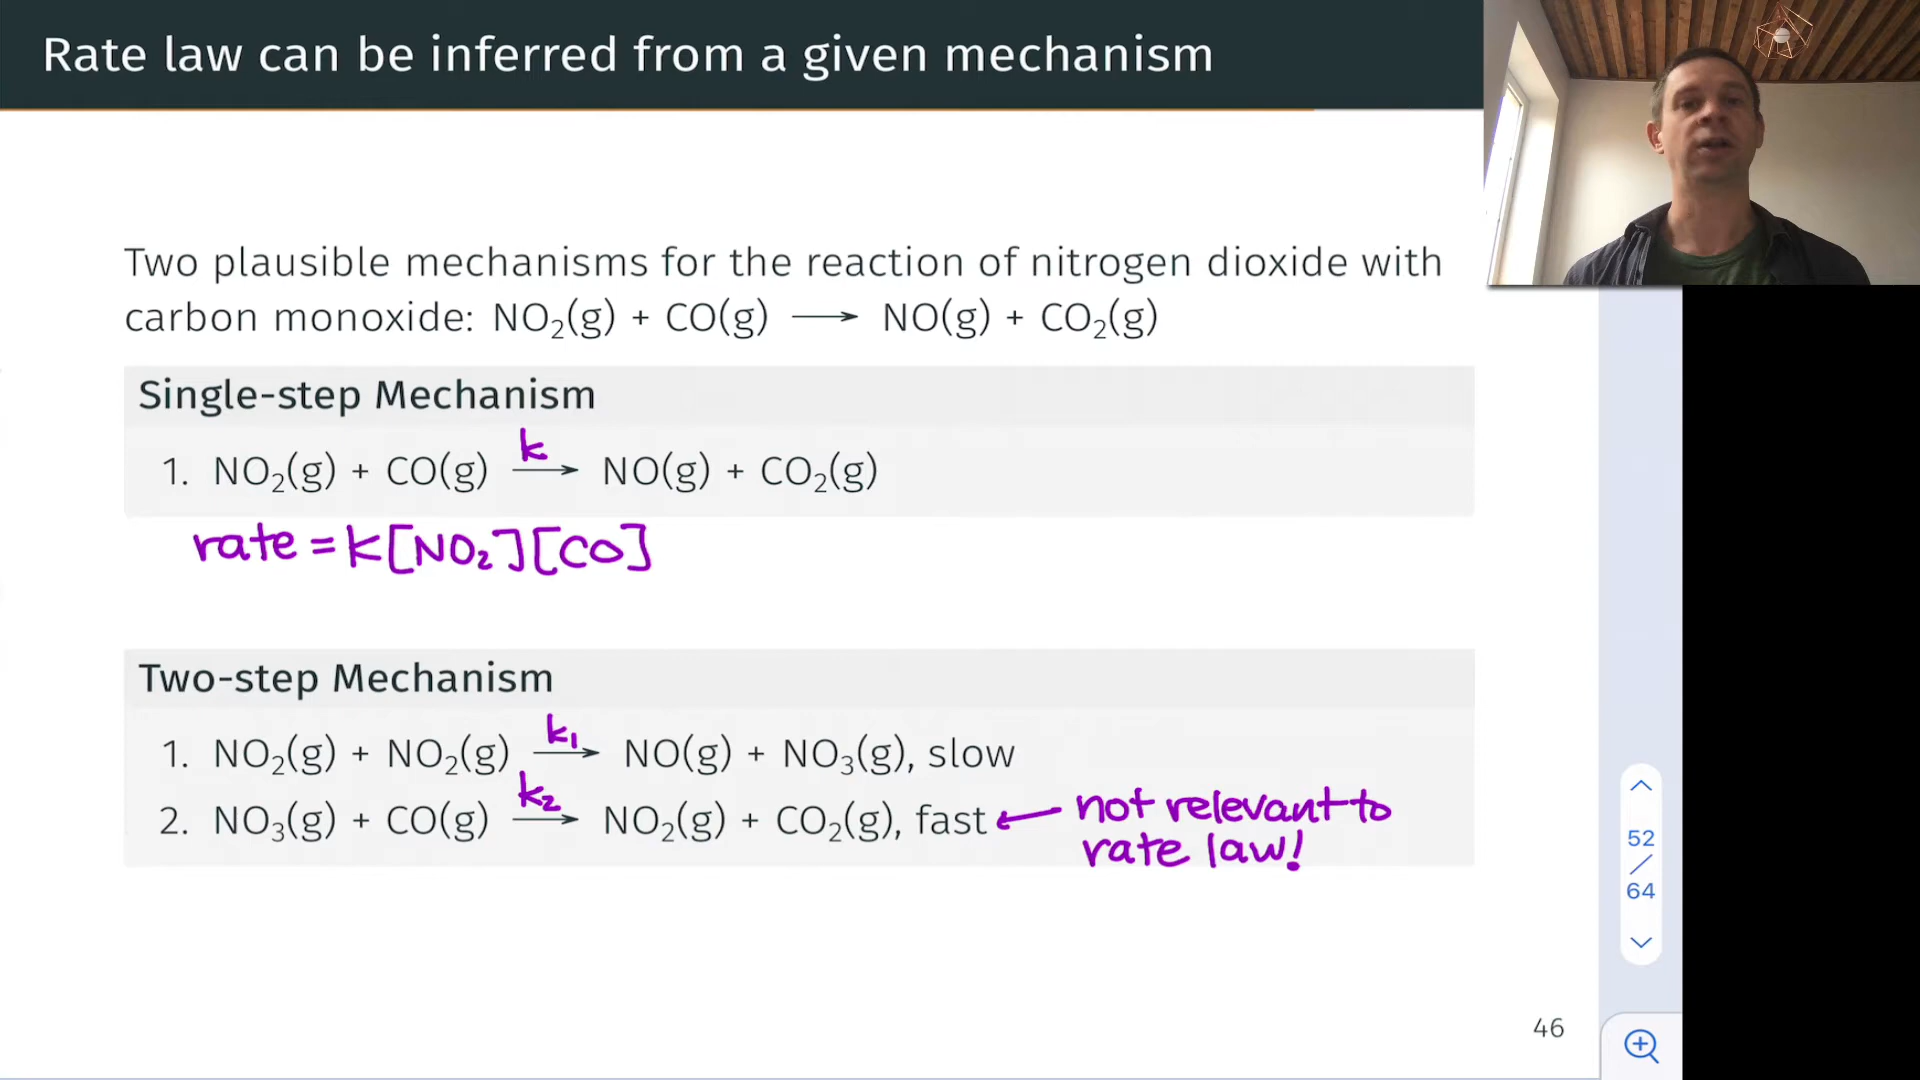 Rate law can be inferred from a given mechanism
Two plausible mechanisms for the reaction of nitrogen dioxide with
carbon monoxide: NO₂(g) + CO(g) ⟶ NO(g) + CO₂(g)
Single-step Mechanism
k
1. NO₂(g) + CO(g) ⟶ NO(g) + CO₂(g)
rate = k[NO₂][CO]
Two-step Mechanism
k₁
1. NO₂(g) + NO₂(g) ⟶ NO(g) + NO₃(g), slow
k₂
2. NO₃(g) + CO(g) ⟶ NO₂(g) + CO₂(g), fast ← not relevant to
rate law!
52
/
64
46